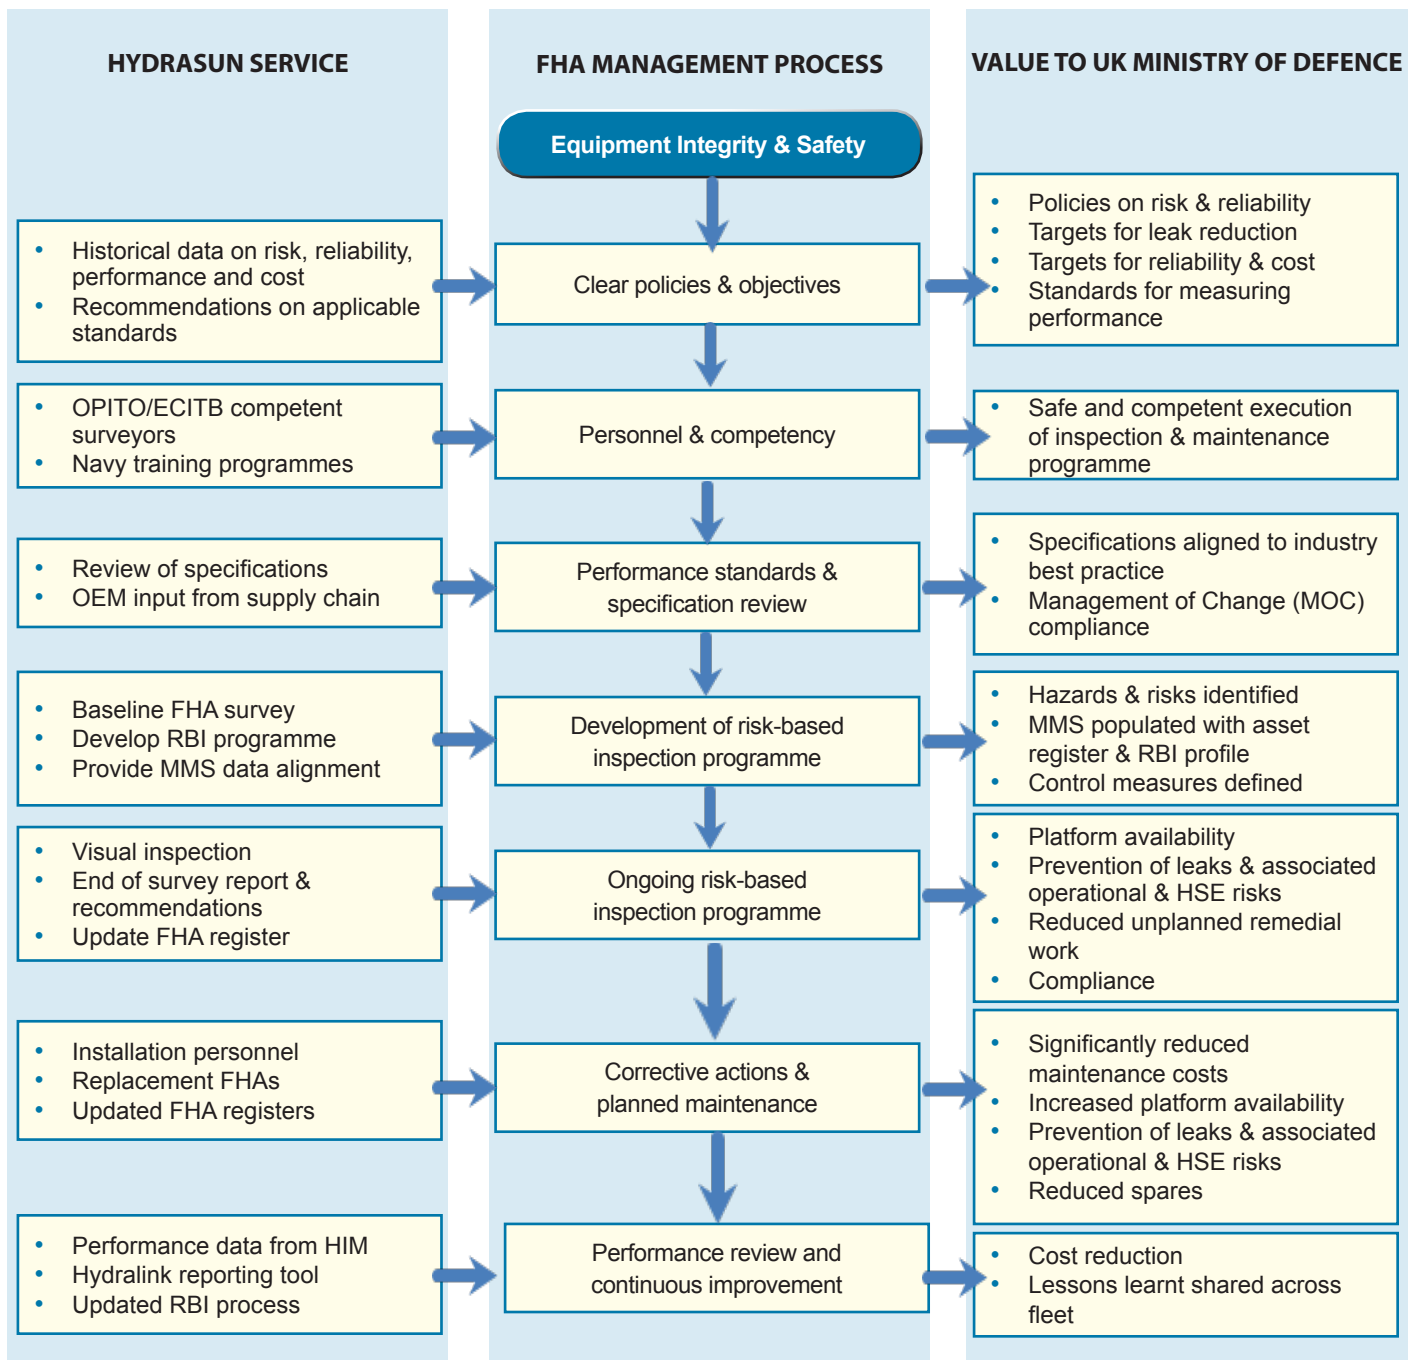 HYDRASUN SERVICE
FHA MANAGEMENT PROCESS
VALUE TO UK MINISTRY OF DEFENCE
Equipment Integrity & Safety
• Historical data on risk, reliability,
performance and cost
• Recommendations on applicable
standards
Clear policies & objectives
• Policies on risk & reliability
• Targets for leak reduction
• Targets for reliability & cost
• Standards for measuring
performance
• OPITO/ECITB competent
surveyors
• Navy training programmes
Personnel & competency
• Safe and competent execution
of inspection & maintenance
programme
• Review of specifications
• OEM input from supply chain
Performance standards &
specification review
• Specifications aligned to industry
best practice
• Management of Change (MOC)
compliance
• Baseline FHA survey
• Develop RBI programme
• Provide MMS data alignment
Development of risk-based
inspection programme
• Hazards & risks identified
• MMS populated with asset
register & RBI profile
• Control measures defined
• Visual inspection
• End of survey report &
recommendations
• Update FHA register
Ongoing risk-based
inspection programme
• Platform availability
• Prevention of leaks & associated
operational & HSE risks
• Reduced unplanned remedial
work
• Compliance
• Installation personnel
• Replacement FHAs
• Updated FHA registers
Corrective actions &
planned maintenance
• Significantly reduced
maintenance costs
• Increased platform availability
• Prevention of leaks & associated
operational & HSE risks
• Reduced spares
• Performance data from HIM
• Hydralink reporting tool
• Updated RBI process
Performance review and
continuous improvement
• Cost reduction
• Lessons learnt shared across
fleet